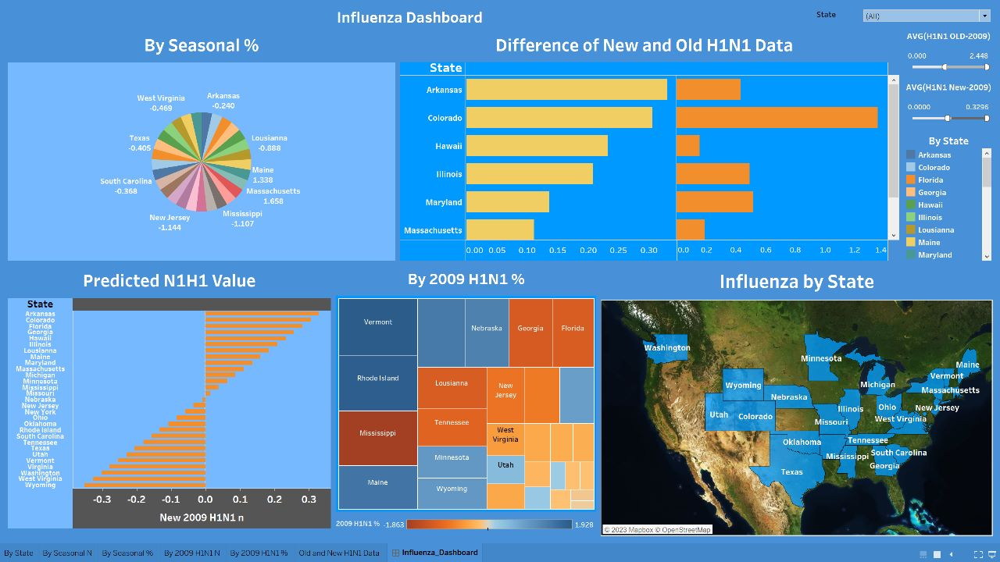 Influenza Dashboard
State
(All)
By Seasonal %
Difference of New and Old H1N1 Data
AVG(H1N1 OLD-2009)
0.000 2.448
AVG(H1N1 New-2009)
0.0000 0.3296
By State
Arkansas
Colorado
Florida
Georgia
Hawaii
Illinois
Lousianna
Maine
Maryland
West Virginia
-0.469
Arkansas
-0.240
Texas
-0.405
Lousianna
-0.888
Maine
1.338
South Carolina
-0.368
Massachusetts
1.658
New Jersey
-1.144
Mississippi
-1.107
State
Arkansas
Colorado
Hawaii
Illinois
Maryland
Massachusetts
0.00 0.05 0.10 0.15 0.20 0.25 0.30
0.0 0.2 0.4 0.6 0.8 1.0 1.2 1.4
Predicted N1H1 Value
State
Arkansas
Colorado
Florida
Georgia
Hawaii
Illinois
Lousianna
Maine
Maryland
Massachusetts
Michigan
Minnesota
Mississippi
Missouri
Nebraska
New Jersey
New York
Ohio
Oklahoma
Rhode Island
South Carolina
Tennessee
Texas
Utah
Vermont
Virginia
Washington
West Virginia
Wyoming
-0.3 -0.2 -0.1 0.0 0.1 0.2 0.3
New 2009 H1N1 n
By 2009 H1N1 %
Vermont
Nebraska
Georgia
Florida
Rhode Island
Lousianna
New
Jersey
Mississippi
Tennessee
West
Virginia
Minnesota
Utah
Maine
Wyoming
2009 H1N1 % -1.863 1.928
Influenza by State
Washington
Minnesota
Maine
Vermont
Wyoming
Michigan
Massachusetts
Nebraska
Illinois
Ohio
New Jersey
Utah
Colorado
Missouri
West Virginia
Oklahoma
Tennessee
Mississippi
South Carolina
Georgia
Texas
© 2023 Mapbox © OpenStreetMap
By State
By Seasonal N
By Seasonal %
By 2009 H1N1 N
By 2009 H1N1 %
Old and New H1N1 Data
Influenza_Dashboard